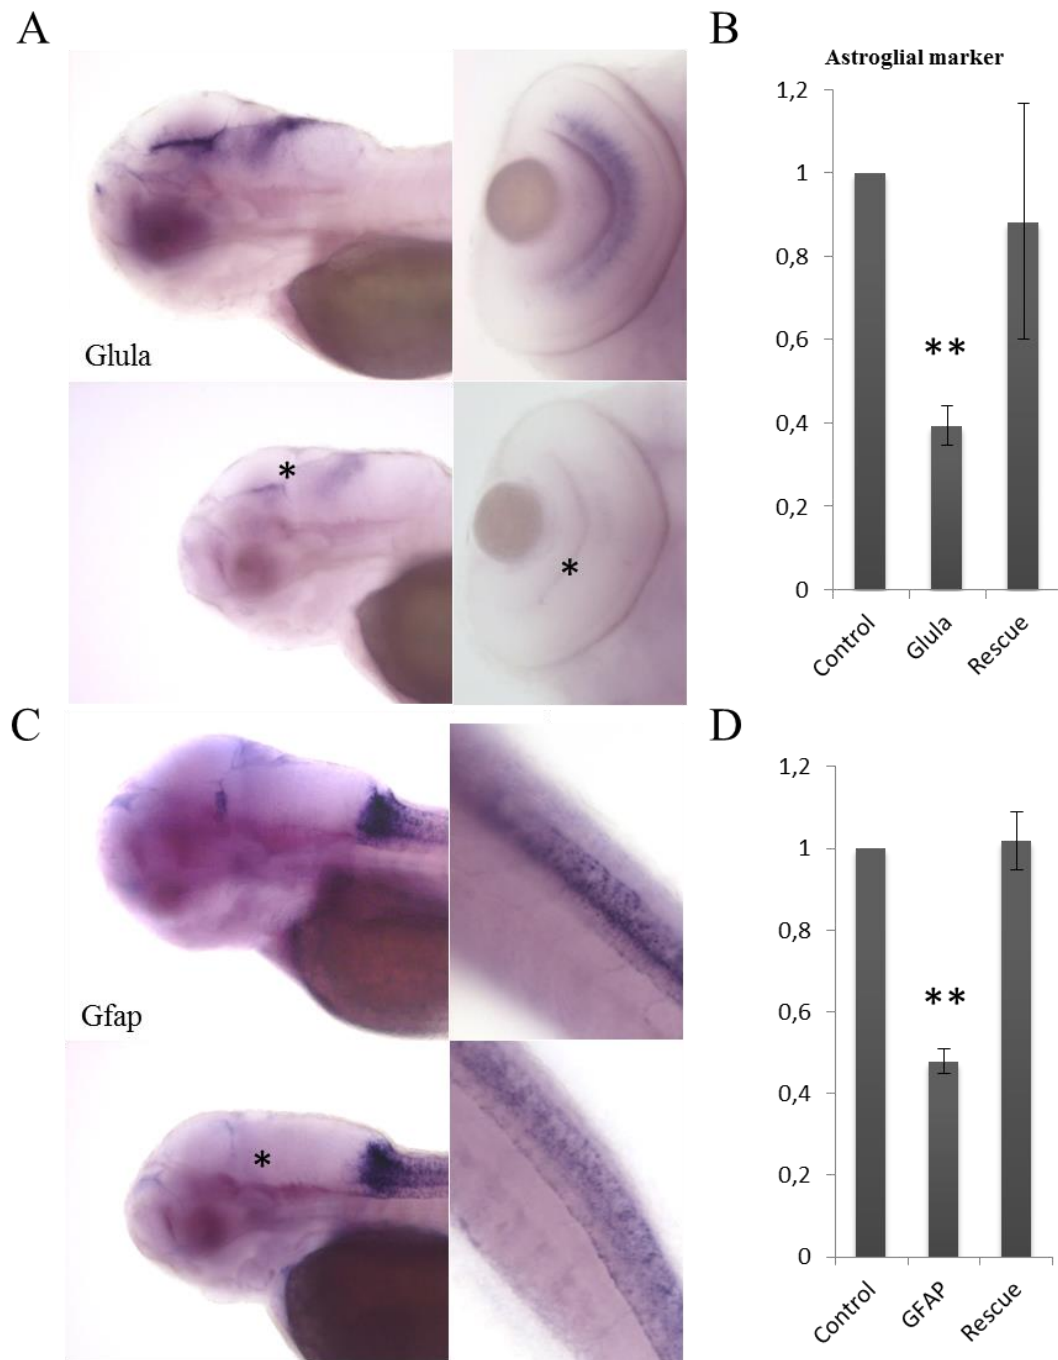 A
B
Astroglial marker
1,2
1
0,8
0,6
0,4
0,2
0
**
Control
Glula
Rescue
Glula
*
*
C
D
Gfap
*
1,2
1
0,8
0,6
0,4
0,2
0
**
Control
GFAP
Rescue